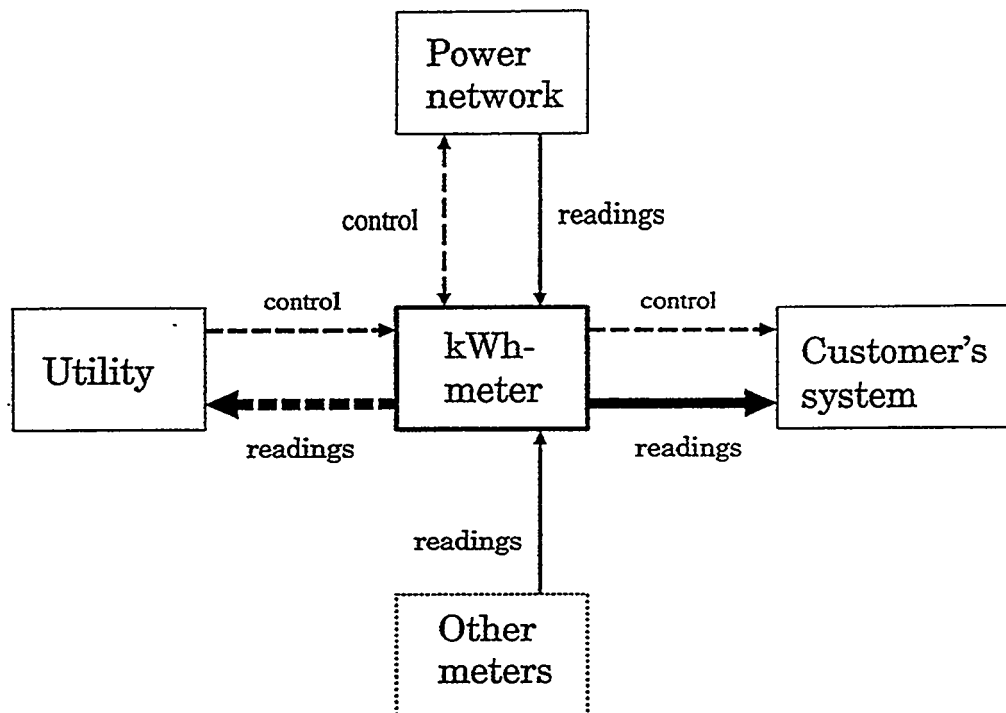 Power
network
control
readings
control
control
Utility
kWh-
meter
Customer's
system
readings
readings
readings
Other
meters